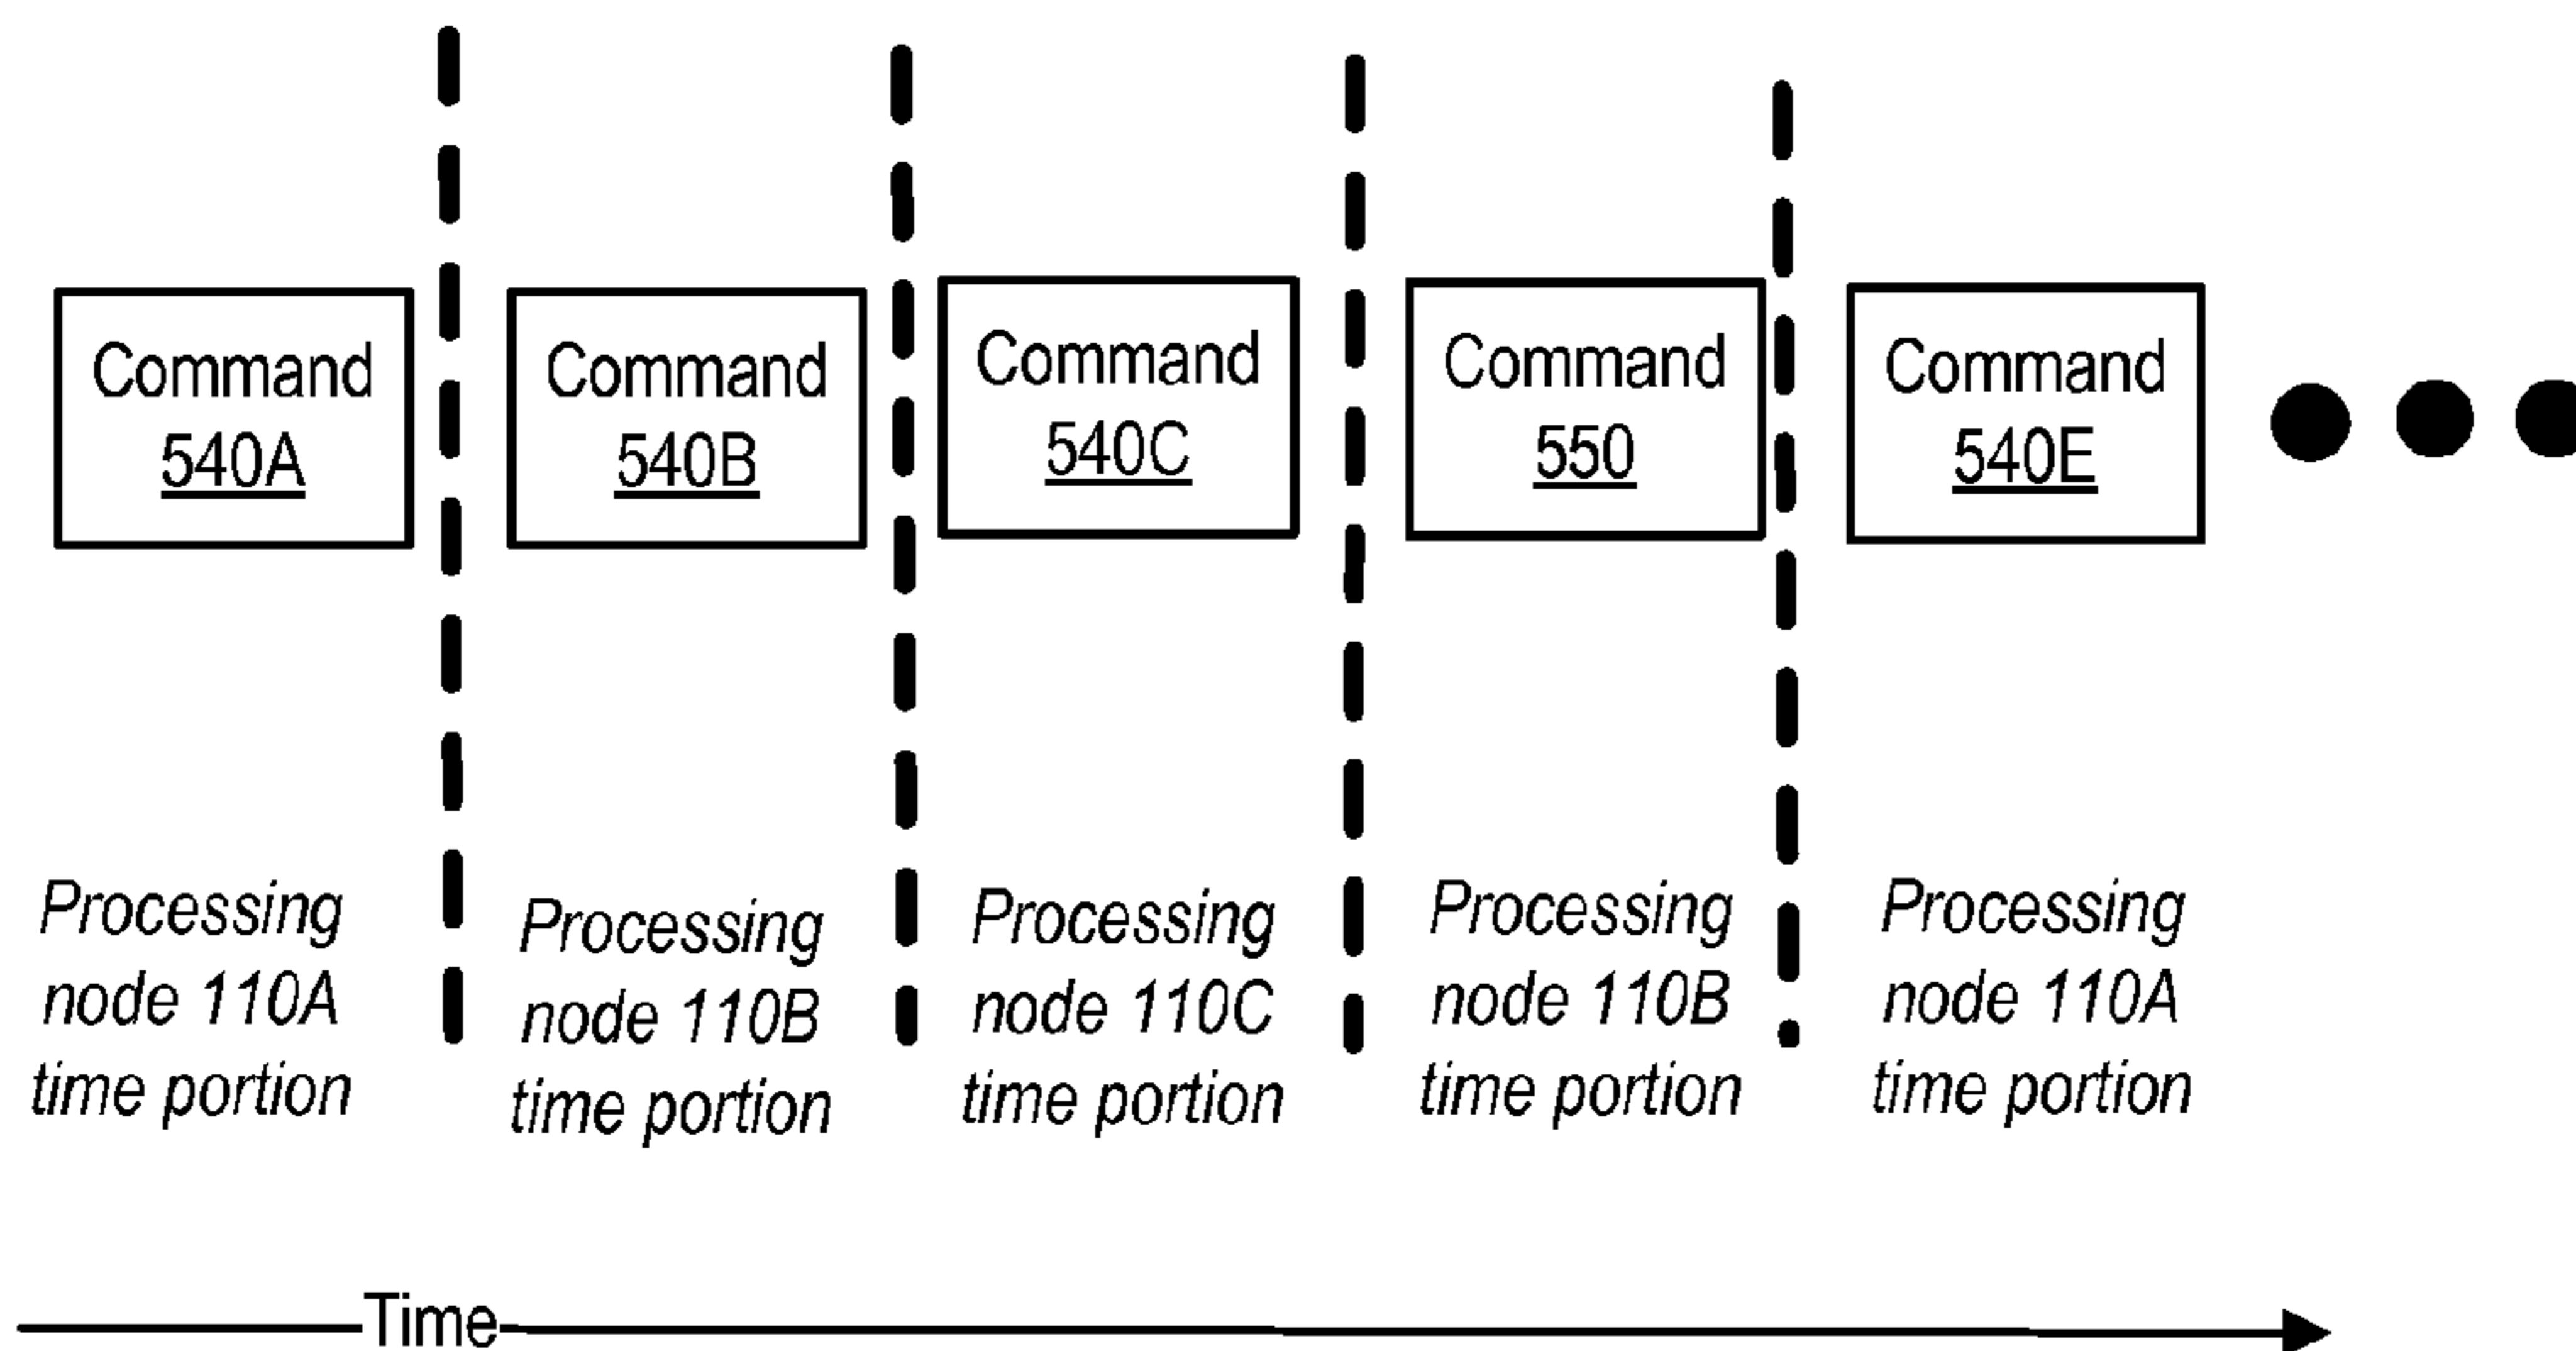 Command
540A
Command
540B
Command
540C
Command
550
Command
540E
Processing
node 110A
time portion
Processing
node 110B
time portion
Processing
node 110C
time portion
Processing
node 110B
time portion
Processing
node 110A
time portion
Time